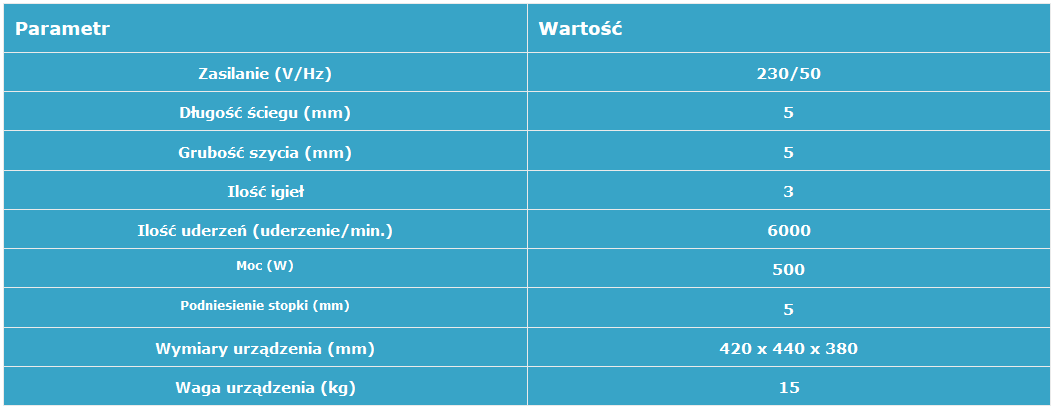 Parametr Wartość
Zasilanie (V/Hz) 230/50
Długość ściegu (mm) 5
Grubość szycia (mm) 5
Ilość igieł 3
Ilość uderzeń (uderzenie/min.) 6000
Moc (W) 500
Podniesienie stopki (mm) 5
Wymiary urządzenia (mm) 420 x 440 x 380
Waga urządzenia (kg) 15